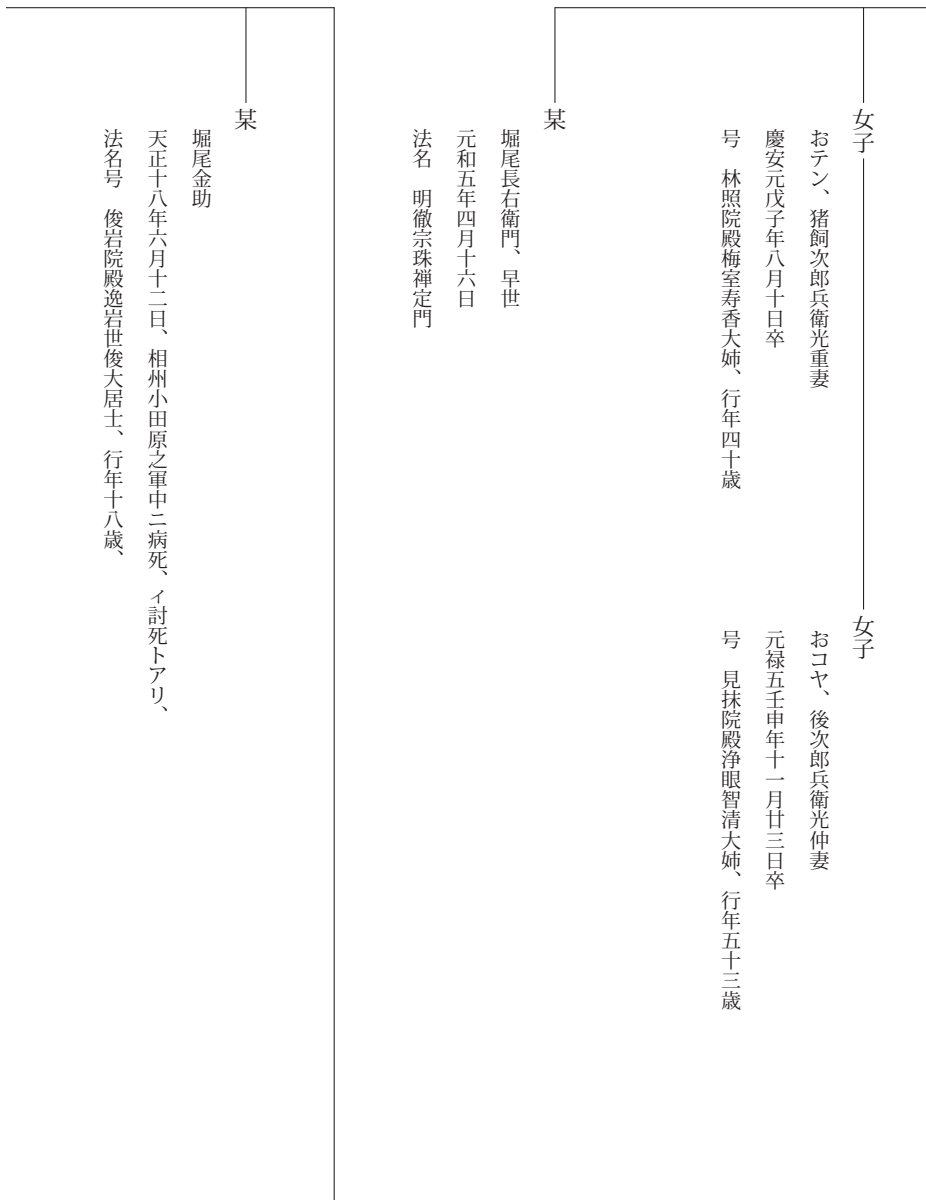 女子
おテン、猪飼次郎兵衛光重妻
慶安元戊子年八月十日卒
号　林照院殿梅室寿香大姉、行年四十歳
女子
おコヤ、後次郎兵衛光仲妻
元禄五壬申年十一月廿三日卒
号　見抹院殿浄眼智清大姉、行年五十三歳
某
堀尾長右衛門、早世
元和五年四月十六日
法名　明徹宗珠禅定門
某
堀尾金助
天正十八年六月十二日、相州小田原之軍中ニ病死、イ討死トアリ、
法名号　俊岩院殿逸岩世俊大居士、行年十八歳、